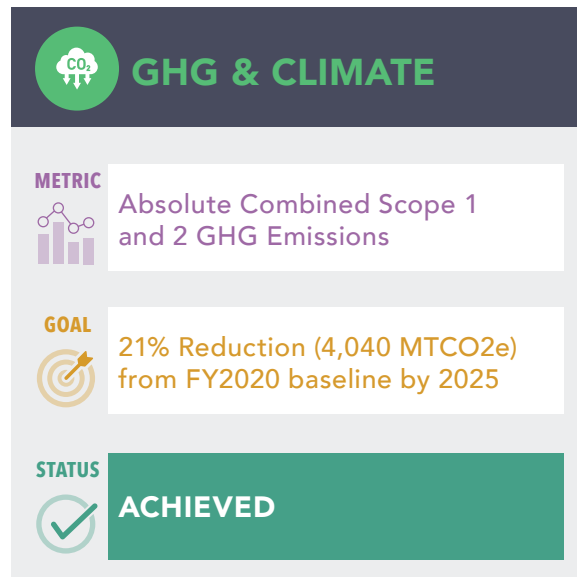 CO₂
GHG & CLIMATE
METRIC
Absolute Combined Scope 1
and 2 GHG Emissions
GOAL
21% Reduction (4,040 MTCO2e)
from FY2020 baseline by 2025
STATUS
ACHIEVED